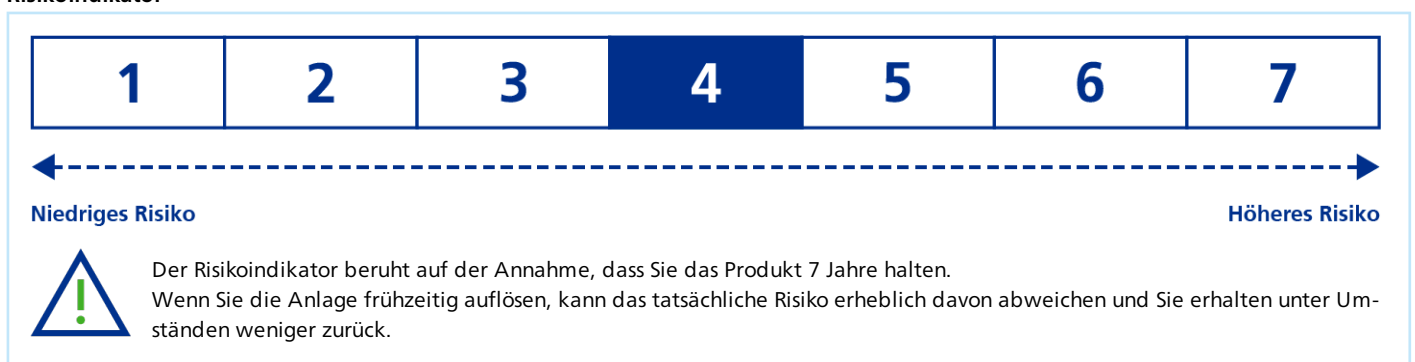 Risikoindikator
1 2 3 4 5 6 7
Niedriges Risiko Höheres Risiko
Der Risikoindikator beruht auf der Annahme, dass Sie das Produkt 7 Jahre halten.
Wenn Sie die Anlage frühzeitig auflösen, kann das tatsächliche Risiko erheblich davon abweichen und Sie erhalten unter Um-
ständen weniger zurück.